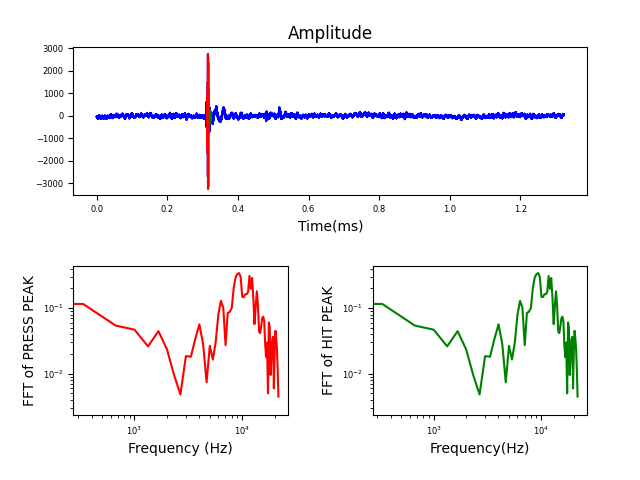 Amplitude
3000
2000
1000
0
−1000
−2000
−3000
0.0 0.2 0.4 0.6 0.8 1.0 1.2
Time(ms)
FFT of PRESS PEAK
10⁻¹
10⁻²
10³ 10⁴
Frequency (Hz)
FFT of HIT PEAK
10⁻¹
10⁻²
10³ 10⁴
Frequency(Hz)